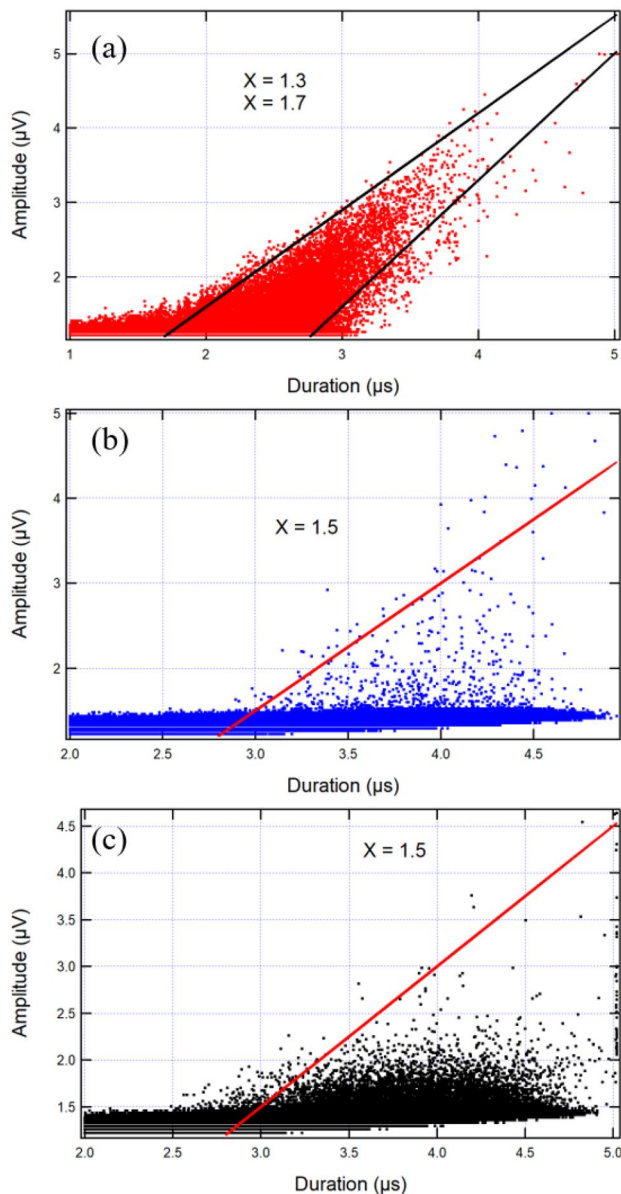 (a)
X = 1.3
X = 1.7
Amplitude (μV)
5
4
3
2
1 2 3 4 5
Duration (μs)
(b)
X = 1.5
Amplitude (μV)
5
4
3
2
2.0 2.5 3.0 3.5 4.0 4.5
Duration (μs)
(c)
X = 1.5
Amplitude (μV)
4.5
4.0
3.5
3.0
2.5
2.0
1.5
2.0 2.5 3.0 3.5 4.0 4.5 5.0
Duration (μs)